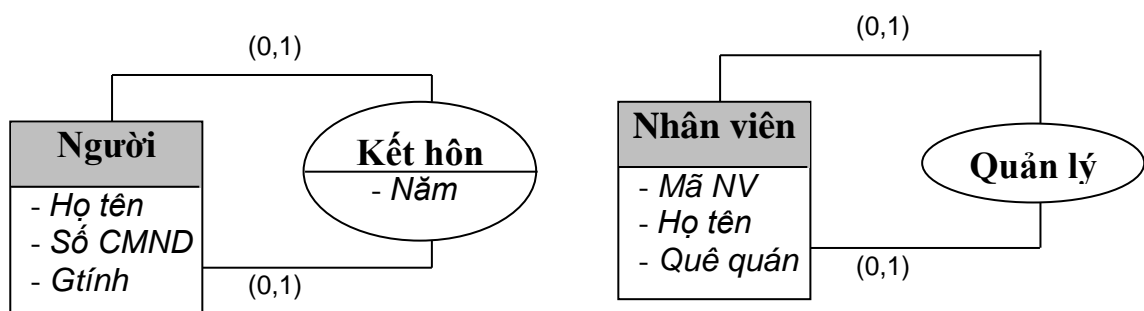 (0,1)
Người
- Họ tên
- Số CMND
- Gtính
Kết hôn
- Năm
(0,1)
(0,1)
Nhân viên
- Mã NV
- Họ tên
- Quê quán
Quản lý
(0,1)